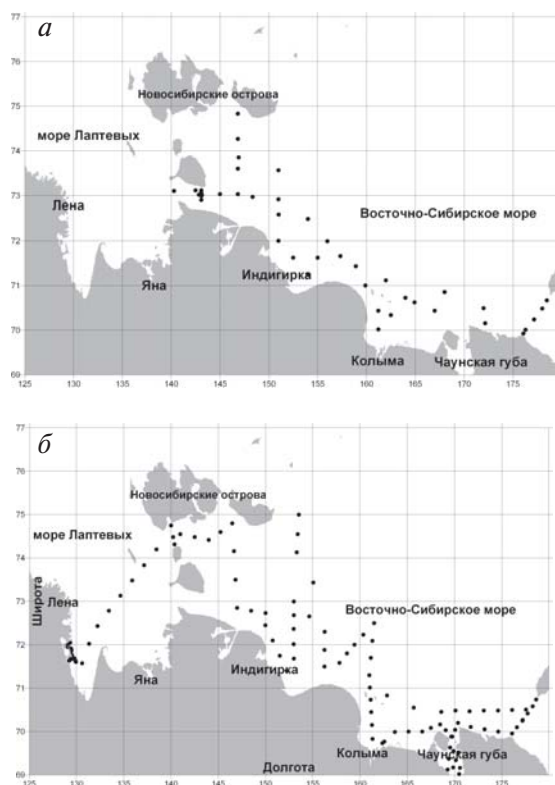 а
77
76
75
74
73
72
71
70
69
Новосибирские острова
море Лаптевых
Лена
Восточно-Сибирское море
Яна
Индигирка
Колыма
Чаунская губа
125 130 135 140 145 150 155 160 165 170 175
б
77
76
75
74
73
72
71
70
69
Новосибирские острова
море Лаптевых
Широта
Лена
Восточно-Сибирское море
Яна
Индигирка
Колыма
Чаунская губа
Долгота
125 130 135 140 145 150 155 160 165 170 175